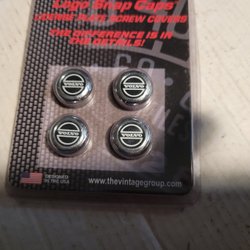 Logo Snap Caps
LICENSE PLATE SCREW COVERS
THE DIFFERENCE IS IN
THE DETAILS!
VOLVO
VOLVO
VOLVO
VOLVO
DESIGNED
IN THE USA
www.thevintagegroup.com